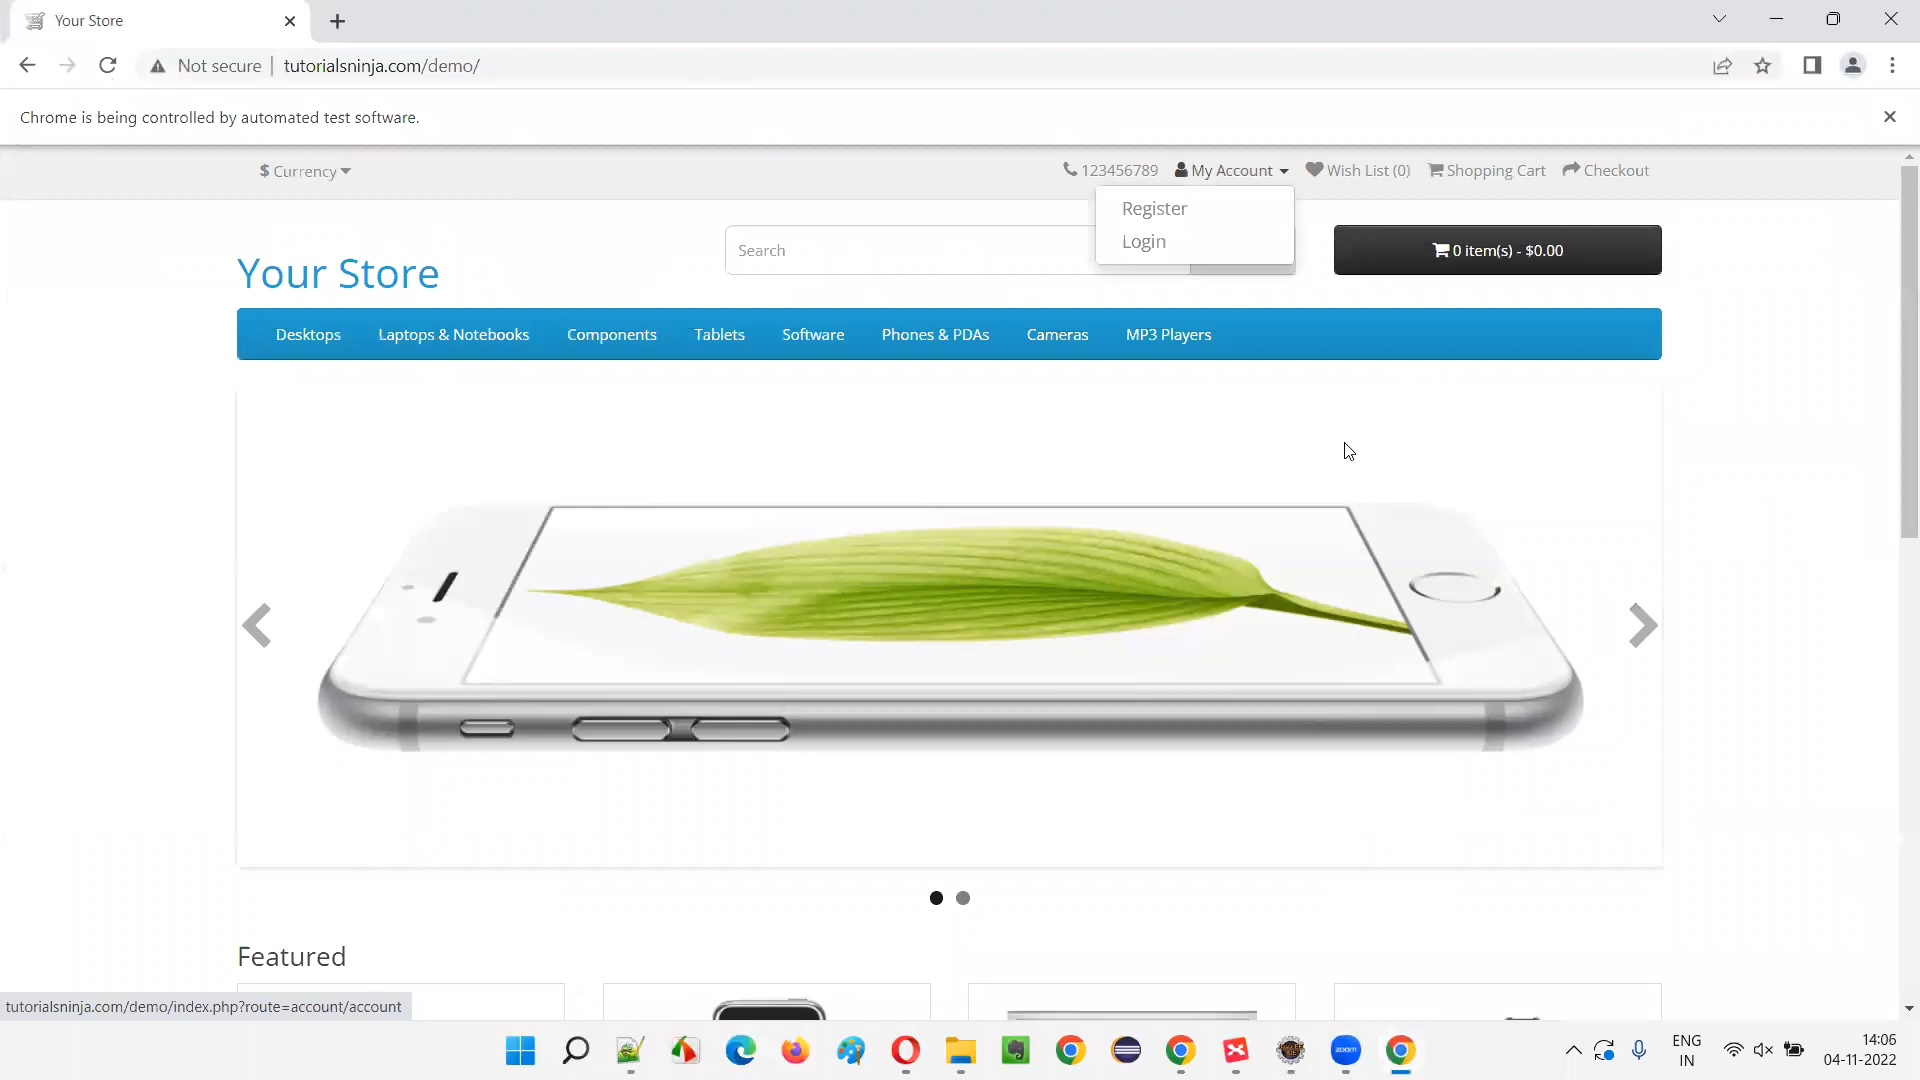 Your Store
Not secure
tutorialsninja.com/demo/
Chrome is being controlled by automated test software.
$ Currency
123456789
My Account
Wish List (0)
Shopping Cart
Checkout
Register
Login
Search
0 item(s) - $0.00
Your Store
Desktops
Laptops & Notebooks
Components
Tablets
Software
Phones & PDAs
Cameras
MP3 Players
Featured
tutorialsninja.com/demo/index.php?route=account/account
zoom
ENG
IN
14:06
04-11-2022